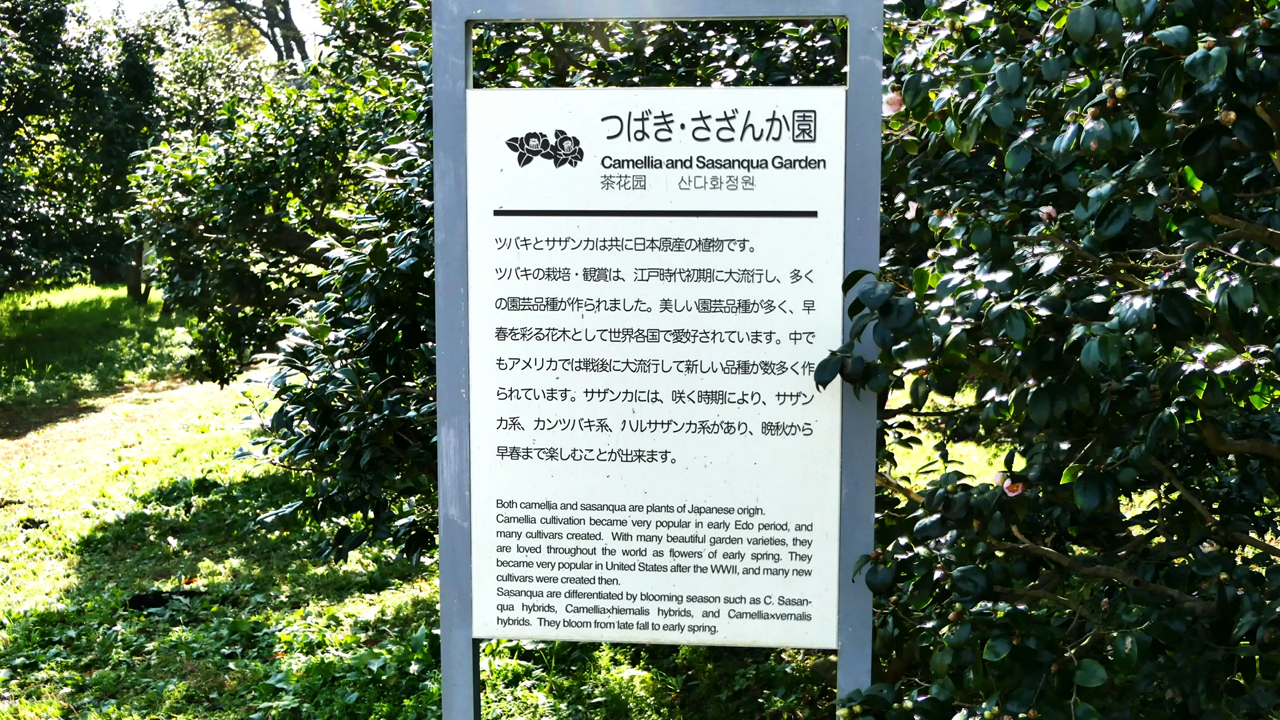 つばき・さざんか園
Camellia and Sasanqua Garden
茶花园 산다화정원
ツバキとサザンカは共に日本原産の植物です。
ツバキの栽培・観賞は、江戸時代初期に大流行し、多く
の園芸品種が作られました。美しい園芸品種が多く、早
春を彩る花木として世界各国で愛好されています。中で
もアメリカでは戦後に大流行して新しい品種が数多く作
られています。サザンカには、咲く時期により、サザン
カ系、カンツバキ系、ハルサザンカ系があり、晩秋から
早春まで楽しむことが出来ます。
Both camellia and sasanqua are plants of Japanese origin.
Camellia cultivation became very popular in early Edo period, and
many cultivars created. With many beautiful garden varieties, they
are loved throughout the world as flowers of early spring. They
became very popular in United States after the WWII, and many new
cultivars were created then.
Sasanqua are differentiated by blooming season such as C. Sasan-
qua hybrids, Camellia×hiemalis hybrids, and Camellia×vernalis
hybrids. They bloom from late fall to early spring.